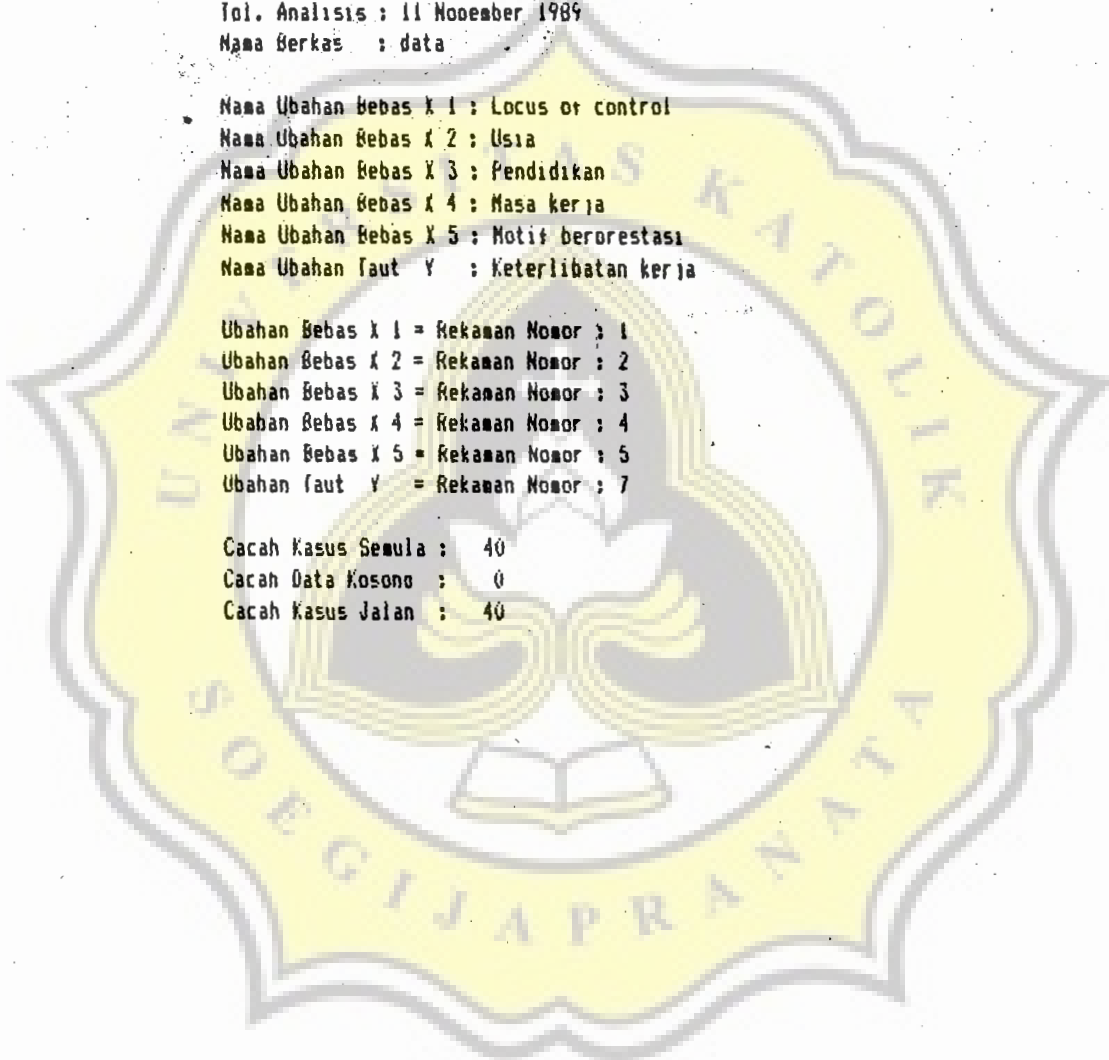 Tgl. Analisis : 11 Nopember 1989
Nama Berkas : data
Nama Ubahan Bebas X 1 : Locus of control
Nama Ubahan Bebas X 2 : Usia
Nama Ubahan Bebas X 3 : Pendidikan
Nama Ubahan Bebas X 4 : Masa kerja
Nama Ubahan Bebas X 5 : Motif berprestasi
Nama Ubahan Taut Y : Keterlibatan kerja
Ubahan Bebas X 1 = Rekaman Nomor : 1
Ubahan Bebas X 2 = Rekaman Nomor : 2
Ubahan Bebas X 3 = Rekaman Nomor : 3
Ubahan Bebas X 4 = Rekaman Nomor : 4
Ubahan Bebas X 5 = Rekaman Nomor : 5
Ubahan Taut Y = Rekaman Nomor : 7
Cacah Kasus Semula : 40
Cacah Data Kosong : 0
Cacah Kasus Jalan : 40
UNIVERSITAS KATOLIK
SOEGIJAPRANATA